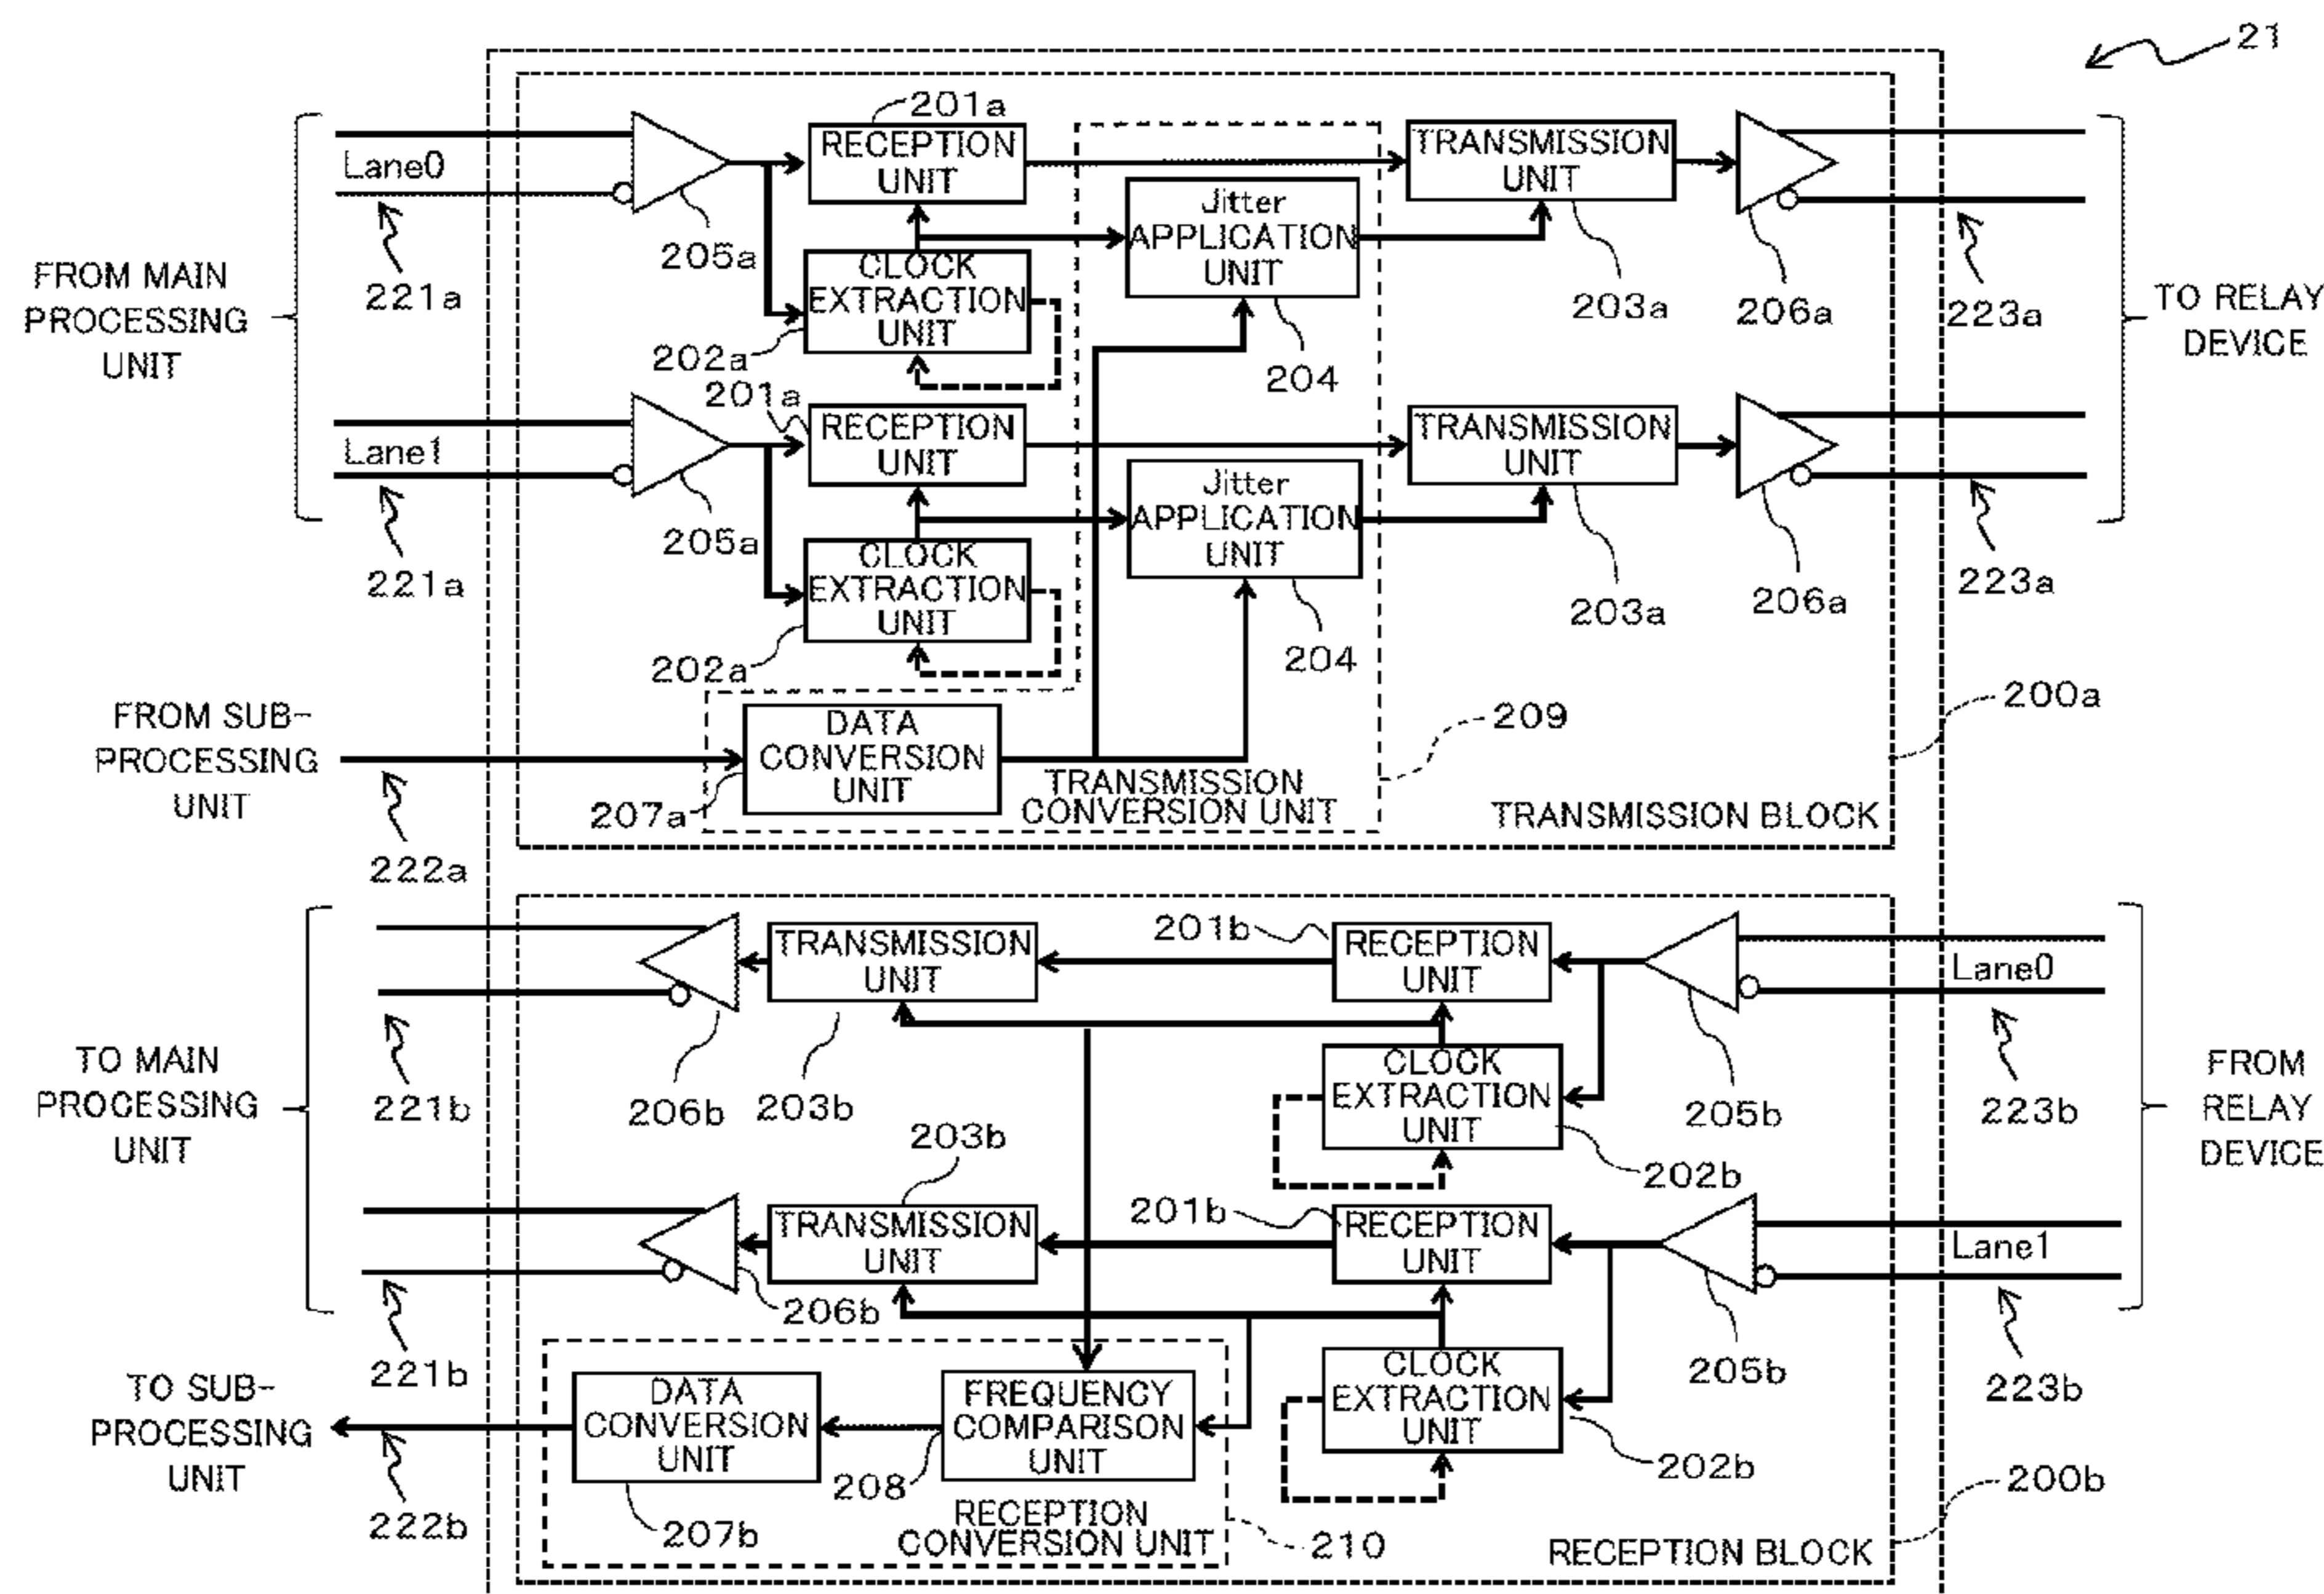 21
201a
RECEPTION
UNIT
TRANSMISSION
UNIT
Lane0
Jitter
APPLICATION
UNIT
205a
CLOCK
EXTRACTION
UNIT
FROM MAIN
PROCESSING
UNIT
221a
202a
204
203a
206a
223a
TO RELAY
DEVICE
201a
RECEPTION
UNIT
TRANSMISSION
UNIT
Lane1
Jitter
APPLICATION
UNIT
205a
CLOCK
EXTRACTION
UNIT
221a
202a
204
203a
206a
223a
200a
209
FROM SUB-
PROCESSING
UNIT
DATA
CONVERSION
UNIT
207a
TRANSMISSION
CONVERSION UNIT
TRANSMISSION BLOCK
222a
TRANSMISSION
UNIT
201b
RECEPTION
UNIT
Lane0
TO MAIN
PROCESSING
UNIT
221b
206b
203b
CLOCK
EXTRACTION
UNIT
205b
223b
FROM
RELAY
DEVICE
202b
203b
TRANSMISSION
UNIT
201b
RECEPTION
UNIT
Lane1
206b
221b
CLOCK
EXTRACTION
UNIT
205b
223b
202b
TO SUB-
PROCESSING
UNIT
DATA
CONVERSION
UNIT
FREQUENCY
COMPARISON
UNIT
208
222b
207b
RECEPTION
CONVERSION UNIT
210
RECEPTION BLOCK
200b